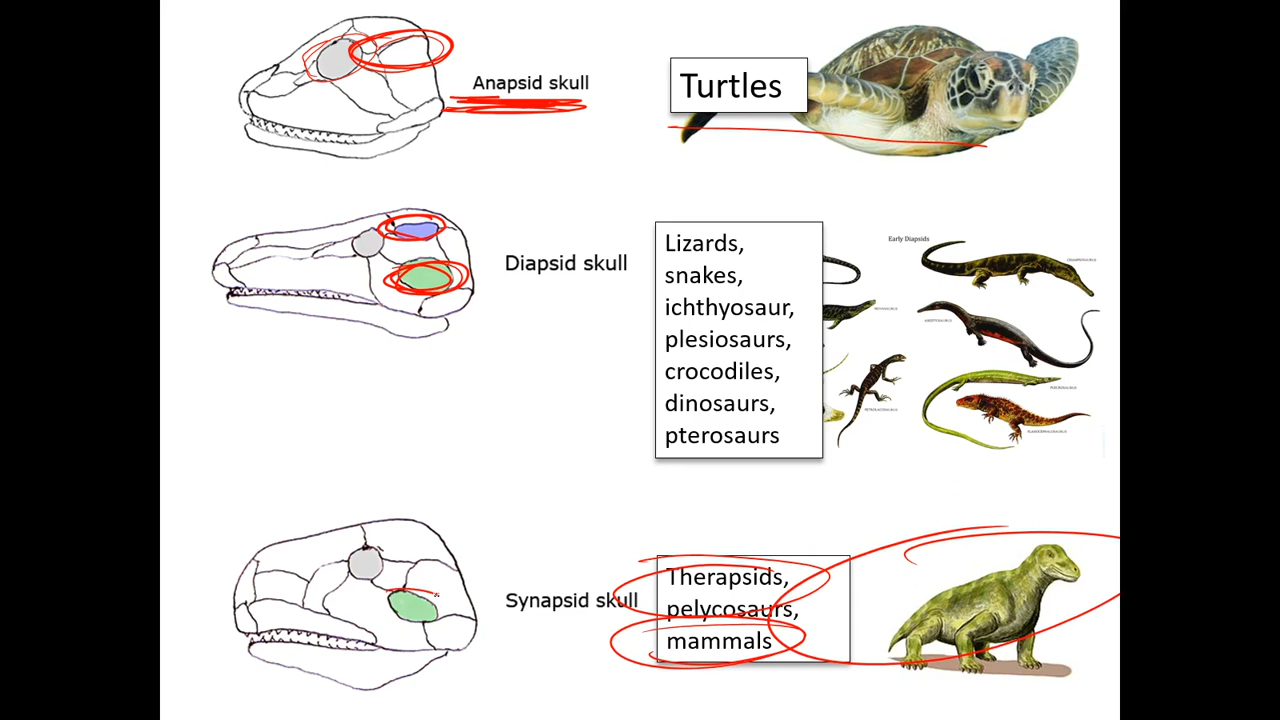 Anapsid skull
Turtles
Diapsid skull
Lizards,
snakes,
ichthyosaur,
plesiosaurs,
crocodiles,
dinosaurs,
pterosaurs
Early Diapsids
Synapsid skull
Therapsids,
pelycosaurs,
mammals